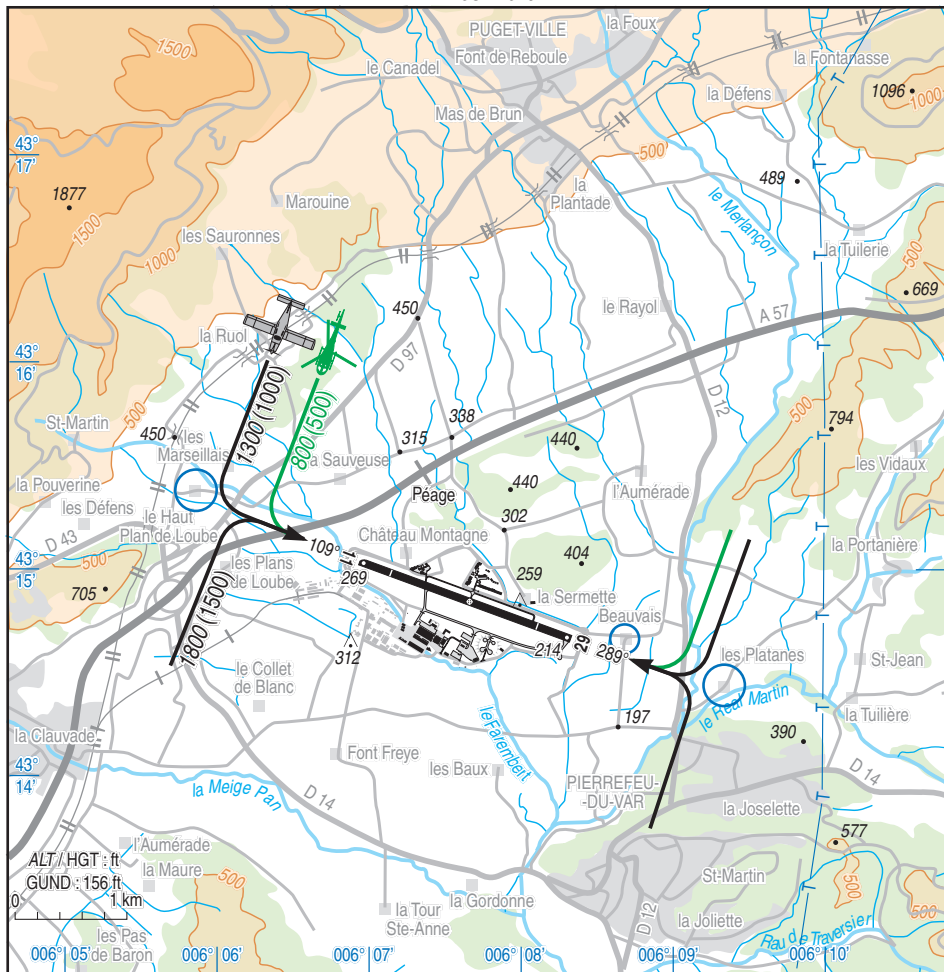 PUGET-VILLE
Font de Reboule
la Foux
la Fontanasse
1500
le Canadel
la Défens
1096
1000
Mas de Brun
43°
17'
500
489
1877
1500
Marouine
la
Plantade
le Merlançon
les Sauronnes
1000
la Tuilerie
500
669
le Rayol
A 57
450
la Ruol
D 97
43°
16'
1300 (1000)
800 (500)
D 12
500
500
St-Martin
450
les
Marseillais
338
315
440
794
les Vidaux
la Pouverine
a Sauveuse
Péage
440
l'Aumérade
les Défens
le Haut
Plan de Loube
302
D 43
109°
Château Montagne
404
la Portanière
43°
15'
500
les Plans
de Loube
11
269
259
705
la Sermette
Beauvais
1800 (1500)
312
214
29
289°
les Platanes
St-Jean
le Collet
de Blanc
le Réal Martin
la Tuilière
197
le Farembert
390
la Clauvade
Font Freye
les Baux
43°
14'
la Meige Pan
D 14
PIERREFEU
-DU-VAR
D 14
la Joselette
577
l'Aumérade
ALT / HGT : ft
la Maure
GUND : 156 ft
0
1 km
500
la Gordonne
St-Martin
500
la Tour
Ste-Anne
D 12
la Joliette
les Pas
de Baron
Rau de Traversier
006° 05'
006° 06'
006° 07'
006° 08'
006° 09'
006° 10'